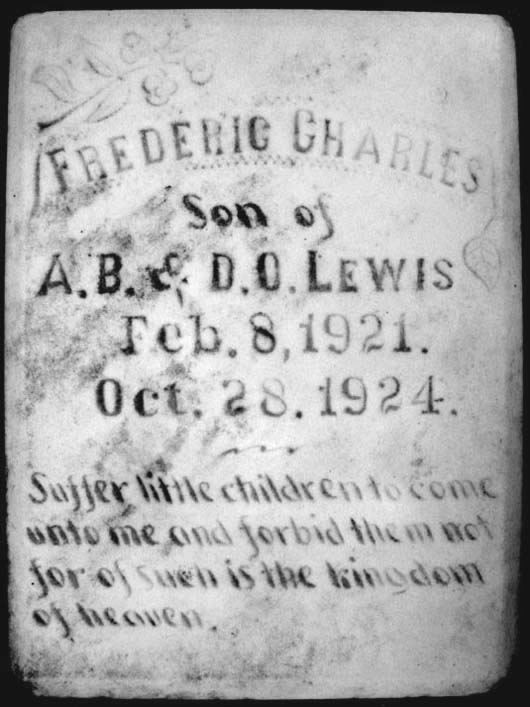 FREDERIC CHARLES
Son of
A.B. & D.O. LEWIS
Feb. 8, 1921.
Oct. 28. 1924.
Suffer little children to come
unto me and forbid them not
for of such is the kingdom
of heaven.